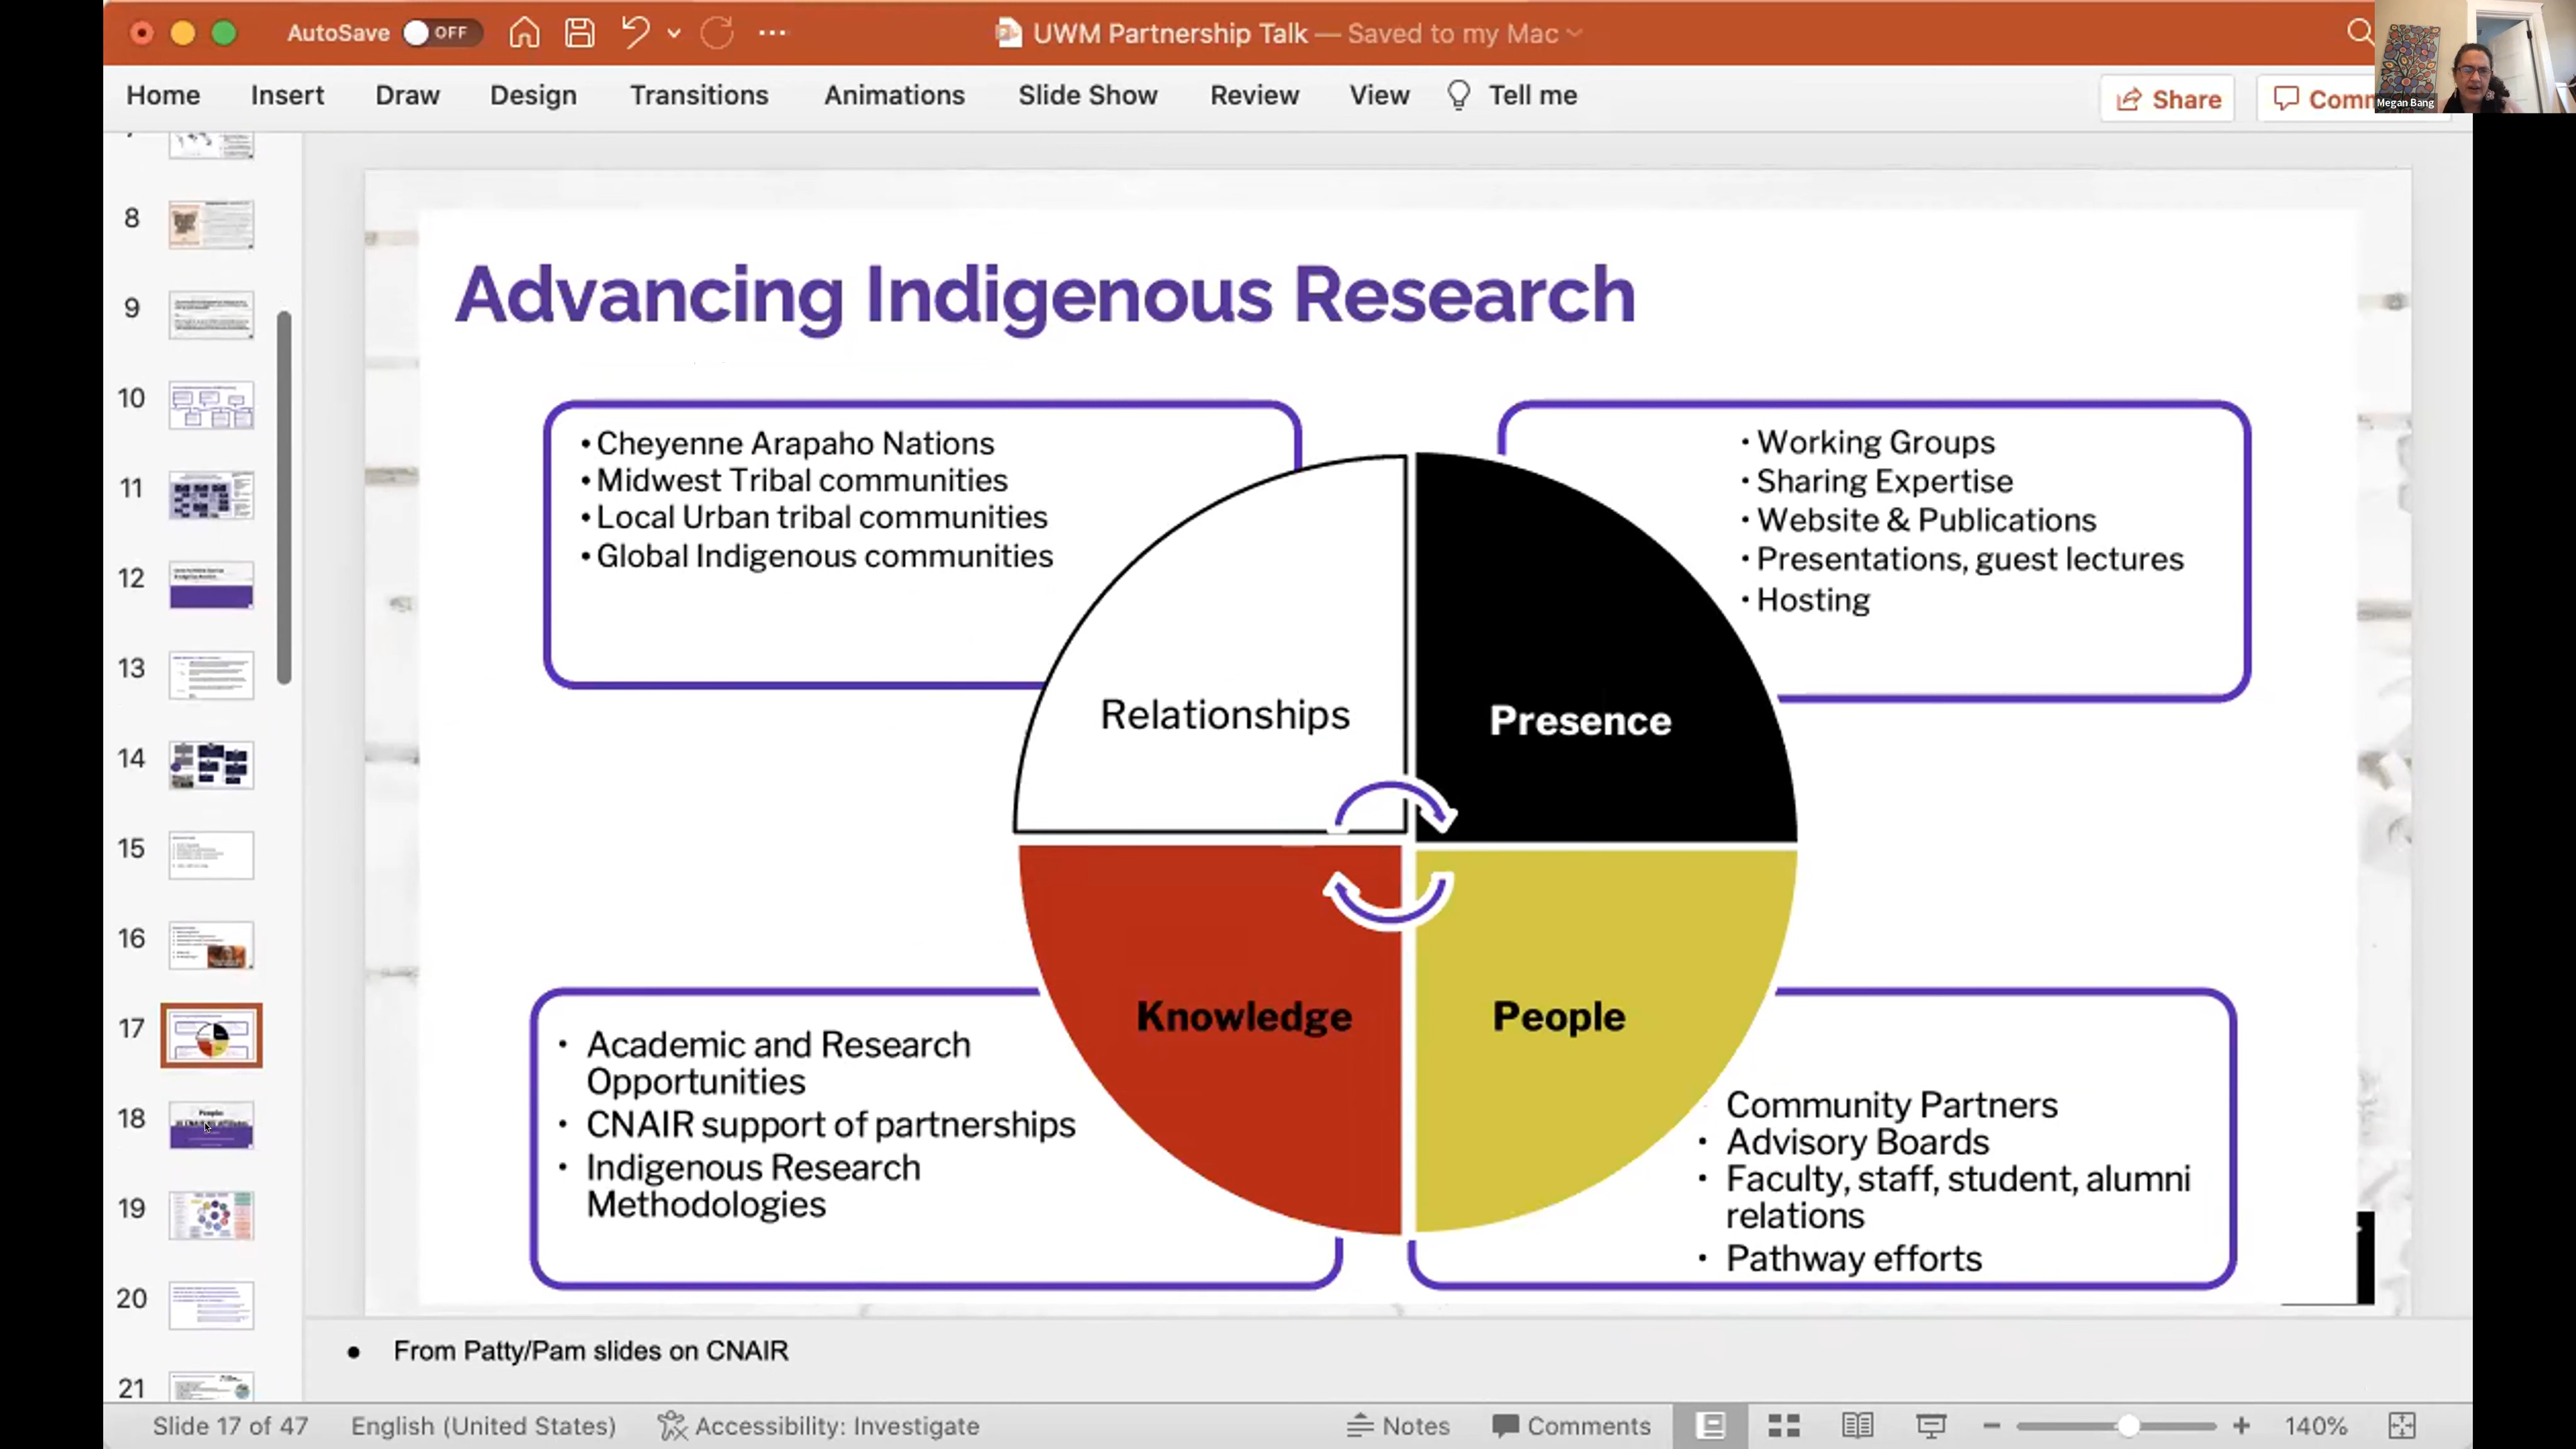 AutoSave OFF
UWM Partnership Talk — Saved to my Mac
Home Insert Draw Design Transitions Animations Slide Show Review View Tell me
Share
Megan Bang
8
9
10
11
12
13
14
15
16
17
18
19
20
21
Advancing Indigenous Research
• Cheyenne Arapaho Nations
• Midwest Tribal communities
• Local Urban tribal communities
• Global Indigenous communities
• Working Groups
• Sharing Expertise
• Website & Publications
• Presentations, guest lectures
• Hosting
Relationships
Presence
Knowledge
People
• Academic and Research
Opportunities
• CNAIR support of partnerships
• Indigenous Research
Methodologies
Community Partners
• Advisory Boards
• Faculty, staff, student, alumni
relations
• Pathway efforts
• From Patty/Pam slides on CNAIR
Slide 17 of 47 English (United States) Accessibility: Investigate Notes Comments 140%